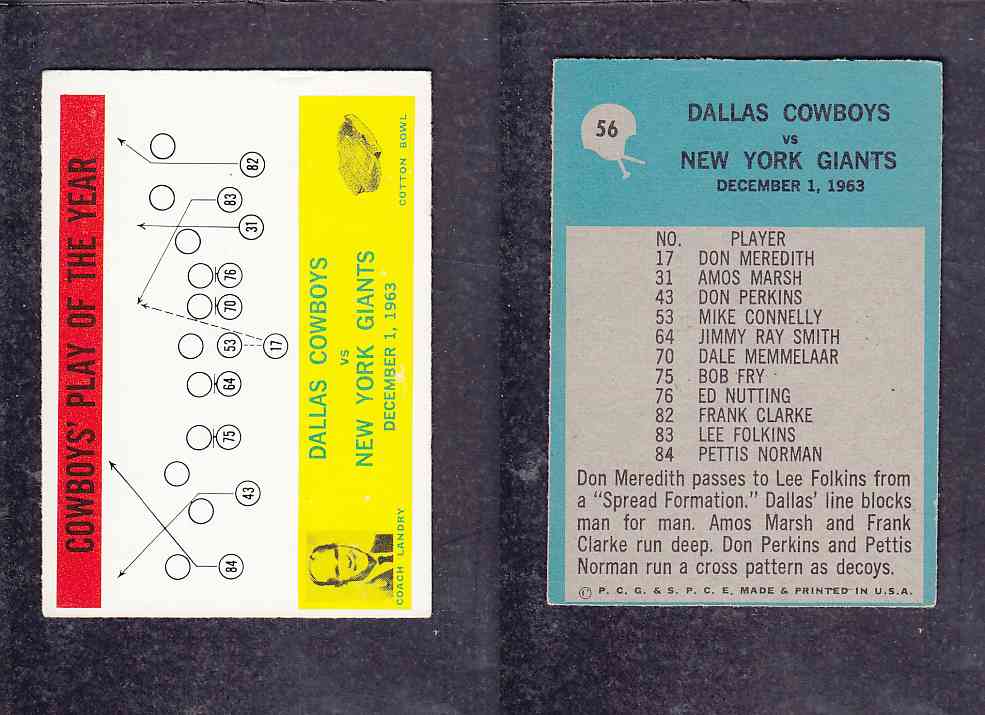 COWBOYS' PLAY OF THE YEAR
82
83
31
76
70
53
17
64
75
43
84
DALLAS COWBOYS
vs
NEW YORK GIANTS
DECEMBER 1, 1963
COTTON BOWL
COACH LANDRY
56
DALLAS COWBOYS
vs
NEW YORK GIANTS
DECEMBER 1, 1963
NO. PLAYER
17 DON MEREDITH
31 AMOS MARSH
43 DON PERKINS
53 MIKE CONNELLY
64 JIMMY RAY SMITH
70 DALE MEMMELAAR
75 BOB FRY
76 ED NUTTING
82 FRANK CLARKE
83 LEE FOLKINS
84 PETTIS NORMAN
Don Meredith passes to Lee Folkins from
a "Spread Formation." Dallas' line blocks
man for man. Amos Marsh and Frank
Clarke run deep. Don Perkins and Pettis
Norman run a cross pattern as decoys.
© P. C. G. & S. P. C. E. MADE & PRINTED IN U.S.A.